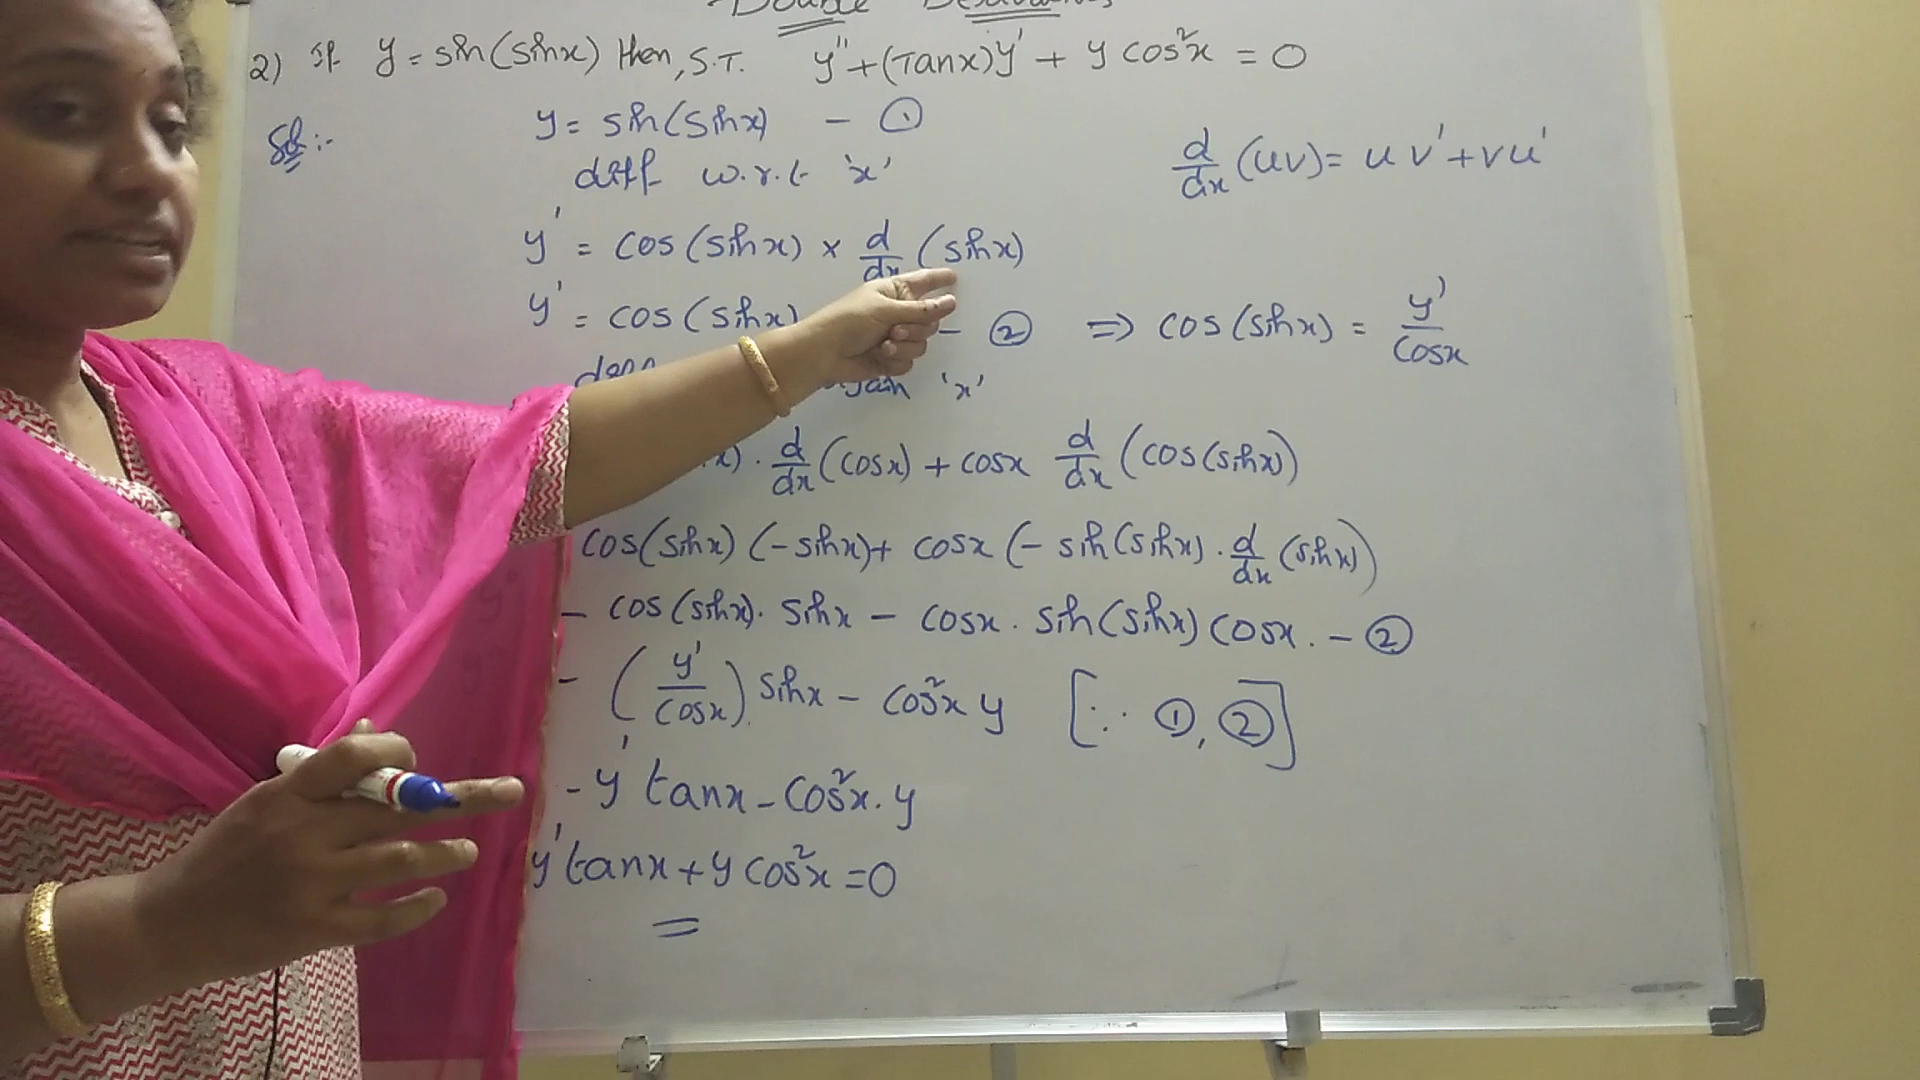 Double Derivatives
2) If y = sin(sinx) then, S.T. y'' + (Tanx)y' + y cos²x = 0
Sol:- y = sin(sinx) - ①
diff w.r.t 'x'
d/dx (uv) = uv' + vu'
y' = cos(sinx) × d/dx (sinx)
y' = cos(sinx) - ② ⇒ cos(sinx) = y'/cosx
again 'x'
x) . d/dx (cosx) + cosx d/dx (cos(sinx))
cos(sinx) (-sinx) + cosx (- sin(sinx) . d/dx (sinx))
- cos(sinx). sinx - cosx . sin(sinx) cosx. - ②
- (y'/cosx) sinx - cos²x y [∵ ①, ②]
- y' tanx - cos²x. y
y' tanx + y cos²x = 0